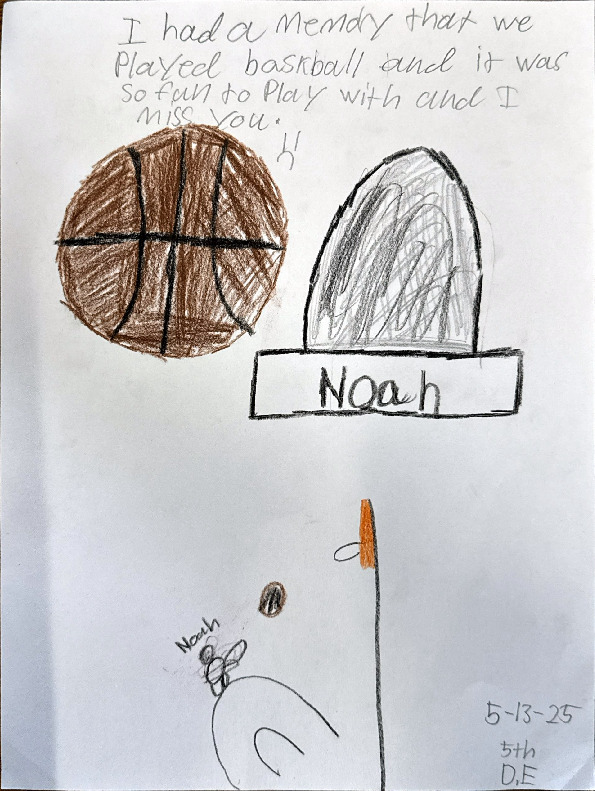 I had a memory that we
Played baskball and it was
so fun to Play with and I
miss you.
Noah
Noah
5-13-25
5th
D.E